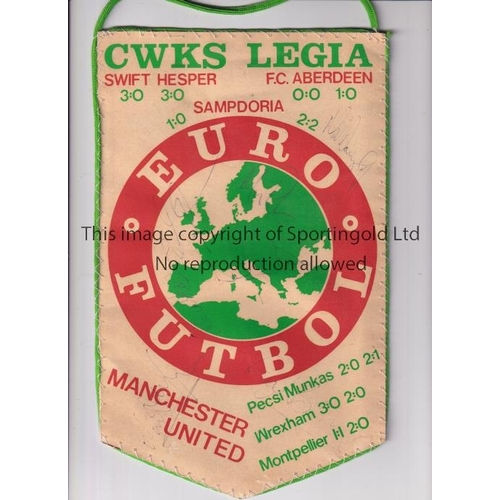 CWKS LEGIA
SWIFT HESPER F.C. ABERDEEN
3:0 3:0 0:0 1:0
SAMPDORIA
1:0 2:2
EURO
FUTBOL
This image copyright of Sportingold Ltd
No reproduction allowed
MANCHESTER
UNITED
Pecsi Munkas 2:0 2:1
Wrexham 3:0 2:0
Montpellier 1:1 2:0